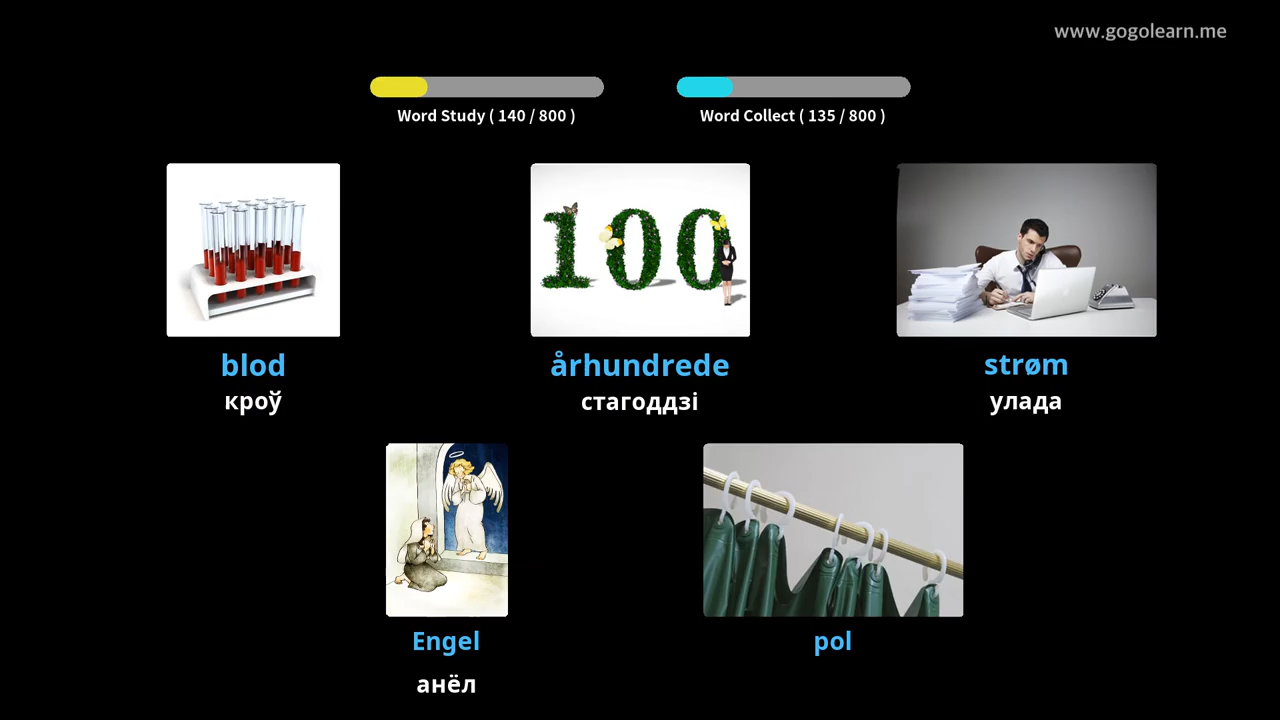 www.gogolearn.me
Word Study ( 140 / 800 )
Word Collect ( 135 / 800 )
100
blod
århundrede
strøm
кроў
стагоддзі
улада
Engel
pol
анёл